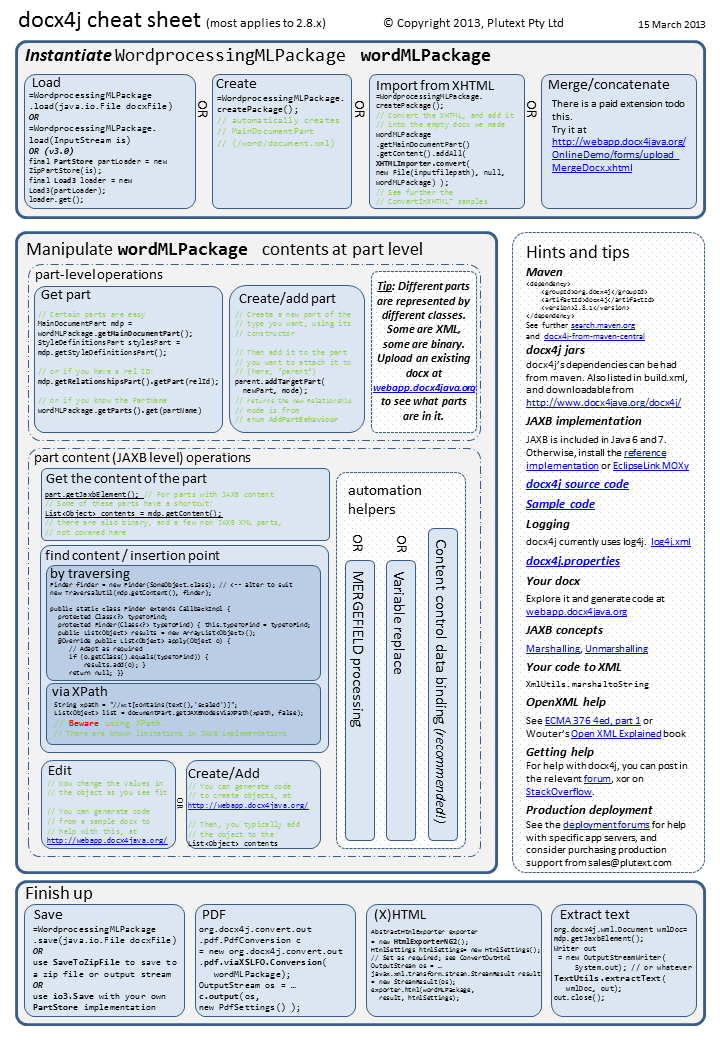 docx4j cheat sheet (most applies to 2.8.x)
© Copyright 2013, Plutext Pty Ltd
15 March 2013
Instantiate WordprocessingMLPackage wordMLPackage
Load
=WordprocessingMLPackage
.load(java.io.File docxFile)
OR
=WordprocessingMLPackage.
load(InputStream is)
OR (v3.0)
final PartStore partLoader = new
ZipPartStore(is);
final Load3 loader = new
Load3(partLoader);
loader.get();
OR
Create
=WordprocessingMLPackage.
createPackage();
// automatically creates
// MainDocumentPart
// (/word/document.xml)
OR
Import from XHTML
=WordprocessingMLPackage.
createPackage();
// Convert the XHTML, and add it
// into the empty docx we made
wordMLPackage
.getMainDocumentPart()
.getContent().addAll(
XHTMLImporter.convert(
new File(inputfilepath), null,
wordMLPackage) );
// See further the
// ConvertInXHTML* samples
OR
Merge/concatenate
There is a paid extension todo
this.
Try it at
http://webapp.docx4java.org/
OnlineDemo/forms/upload_
MergeDocx.xhtml
Manipulate wordMLPackage contents at part level
part-level operations
Get part
// Certain parts are easy
MainDocumentPart mdp =
wordMLPackage.getMainDocumentPart();
StyleDefinitionsPart stylesPart =
mdp.getStyleDefinitionsPart();
// or if you have a rel ID:
mdp.getRelationshipsPart().getPart(relId);
// or if you know the PartName
wordMLPackage.getParts().get(partName)
Create/add part
// Create a new part of the
// type you want, using its
// constructor
// Then add it to the part
// you want to attach it to
// (here, 'parent')
parent.addTargetPart(
newPart, mode);
// returns the new Relationship
// mode is from
// enum AddPartBehaviour
Tip: Different parts
are represented by
different classes.
Some are XML,
some are binary.
Upload an existing
docx at
webapp.docx4java.org
to see what parts
are in it.
part content (JAXB level) operations
Get the content of the part
part.getJaxbElement(); // For parts with JAXB content
// Some of these parts have a shortcut:
List<Object> contents = mdp.getContent();
// there are also binary, and a few non JAXB XML parts,
// not covered here
find content / insertion point
by traversing
Finder finder = new Finder(SomeObject.class); // <-- alter to suit
new TraversalUtil(mdp.getContent(), finder);
public static class Finder extends CallbackImpl {
protected Class<?> typeToFind;
protected Finder(Class<?> typeToFind) { this.typeToFind = typeToFind;
public List<Object> results = new ArrayList<Object>();
@Override public List<Object> apply(Object o) {
// Adapt as required
if (o.getClass().equals(typeToFind)) {
results.add(o); }
return null; }}
via XPath
String xpath = "//w:t[contains(text(),'scaled')]";
List<Object> list = documentPart.getJAXBNodesViaXPath(xpath, false);
// Beware using XPath.
// There are known limitations in JAXB implementations
Edit
// Now change the values in
// the object as you see fit
// You can generate code
// from a sample docx to
// help with this, at
http://webapp.docx4java.org/
OR
Create/Add
// You can generate code
// to create objects, at
http://webapp.docx4java.org/
// Then, you typically add
// the object to the
List<Object> contents
automation
helpers
OR
MERGEFIELD processing
OR
Variable replace
Content control data binding (recommended!)
Hints and tips
Maven
<dependency>
<groupId>org.docx4j</groupId>
<artifactId>docx4j</artifactId>
<version>2.8.1</version>
</dependency>
See further search.maven.org
and docx4j-from-maven-central
docx4j jars
docx4j's dependencies can be had
from maven. Also listed in build.xml,
and downloadable from
http://www.docx4java.org/docx4j/
JAXB implementation
JAXB is included in Java 6 and 7.
Otherwise, install the reference
implementation or EclipseLink MOXy
docx4j source code
Sample code
Logging
docx4j currently uses log4j. log4j.xml
docx4j.properties
Your docx
Explore it and generate code at
webapp.docx4java.org
JAXB concepts
Marshalling, Unmarshalling
Your code to XML
XmlUtils.marshaltoString
OpenXML help
See ECMA 376 4ed, part 1 or
Wouter's Open XML Explained book
Getting help
For help with docx4j, you can post in
the relevant forum, xor on
StackOverflow.
Production deployment
See the deployment forums for help
with specific app servers, and
consider purchasing production
support from sales@plutext.com
Finish up
Save
=WordprocessingMLPackage
.save(java.io.File docxFile)
OR
use SaveToZipFile to save to
a zip file or output stream
OR
use io3.Save with your own
PartStore implementation
PDF
org.docx4j.convert.out
.pdf.PdfConversion c
= new org.docx4j.convert.out
.pdf.viaXSLFO.Conversion(
wordMLPackage);
OutputStream os = …
c.output(os,
new PdfSettings() );
(X)HTML
AbstractHtmlExporter exporter
= new HtmlExporterNG2();
HtmlSettings htmlSettings= new HtmlSettings();
// Set as required; see ConvertOutHtml
OutputStream os = …
javax.xml.transform.stream.StreamResult result
= new StreamResult(os);
exporter.html(wordMLPackage,
result, htmlSettings);
Extract text
org.docx4j.wml.Document wmlDoc=
mdp.getJaxbElement();
Writer out
= new OutputStreamWriter(
System.out); // or whatever
TextUtils.extractText(
wmlDoc, out);
out.close();